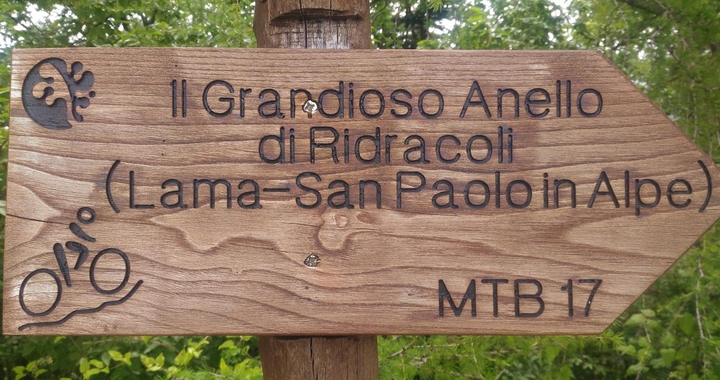 Il Grandioso Anello
di Ridracoli
(Lama-San Paolo in Alpe)
MTB 17